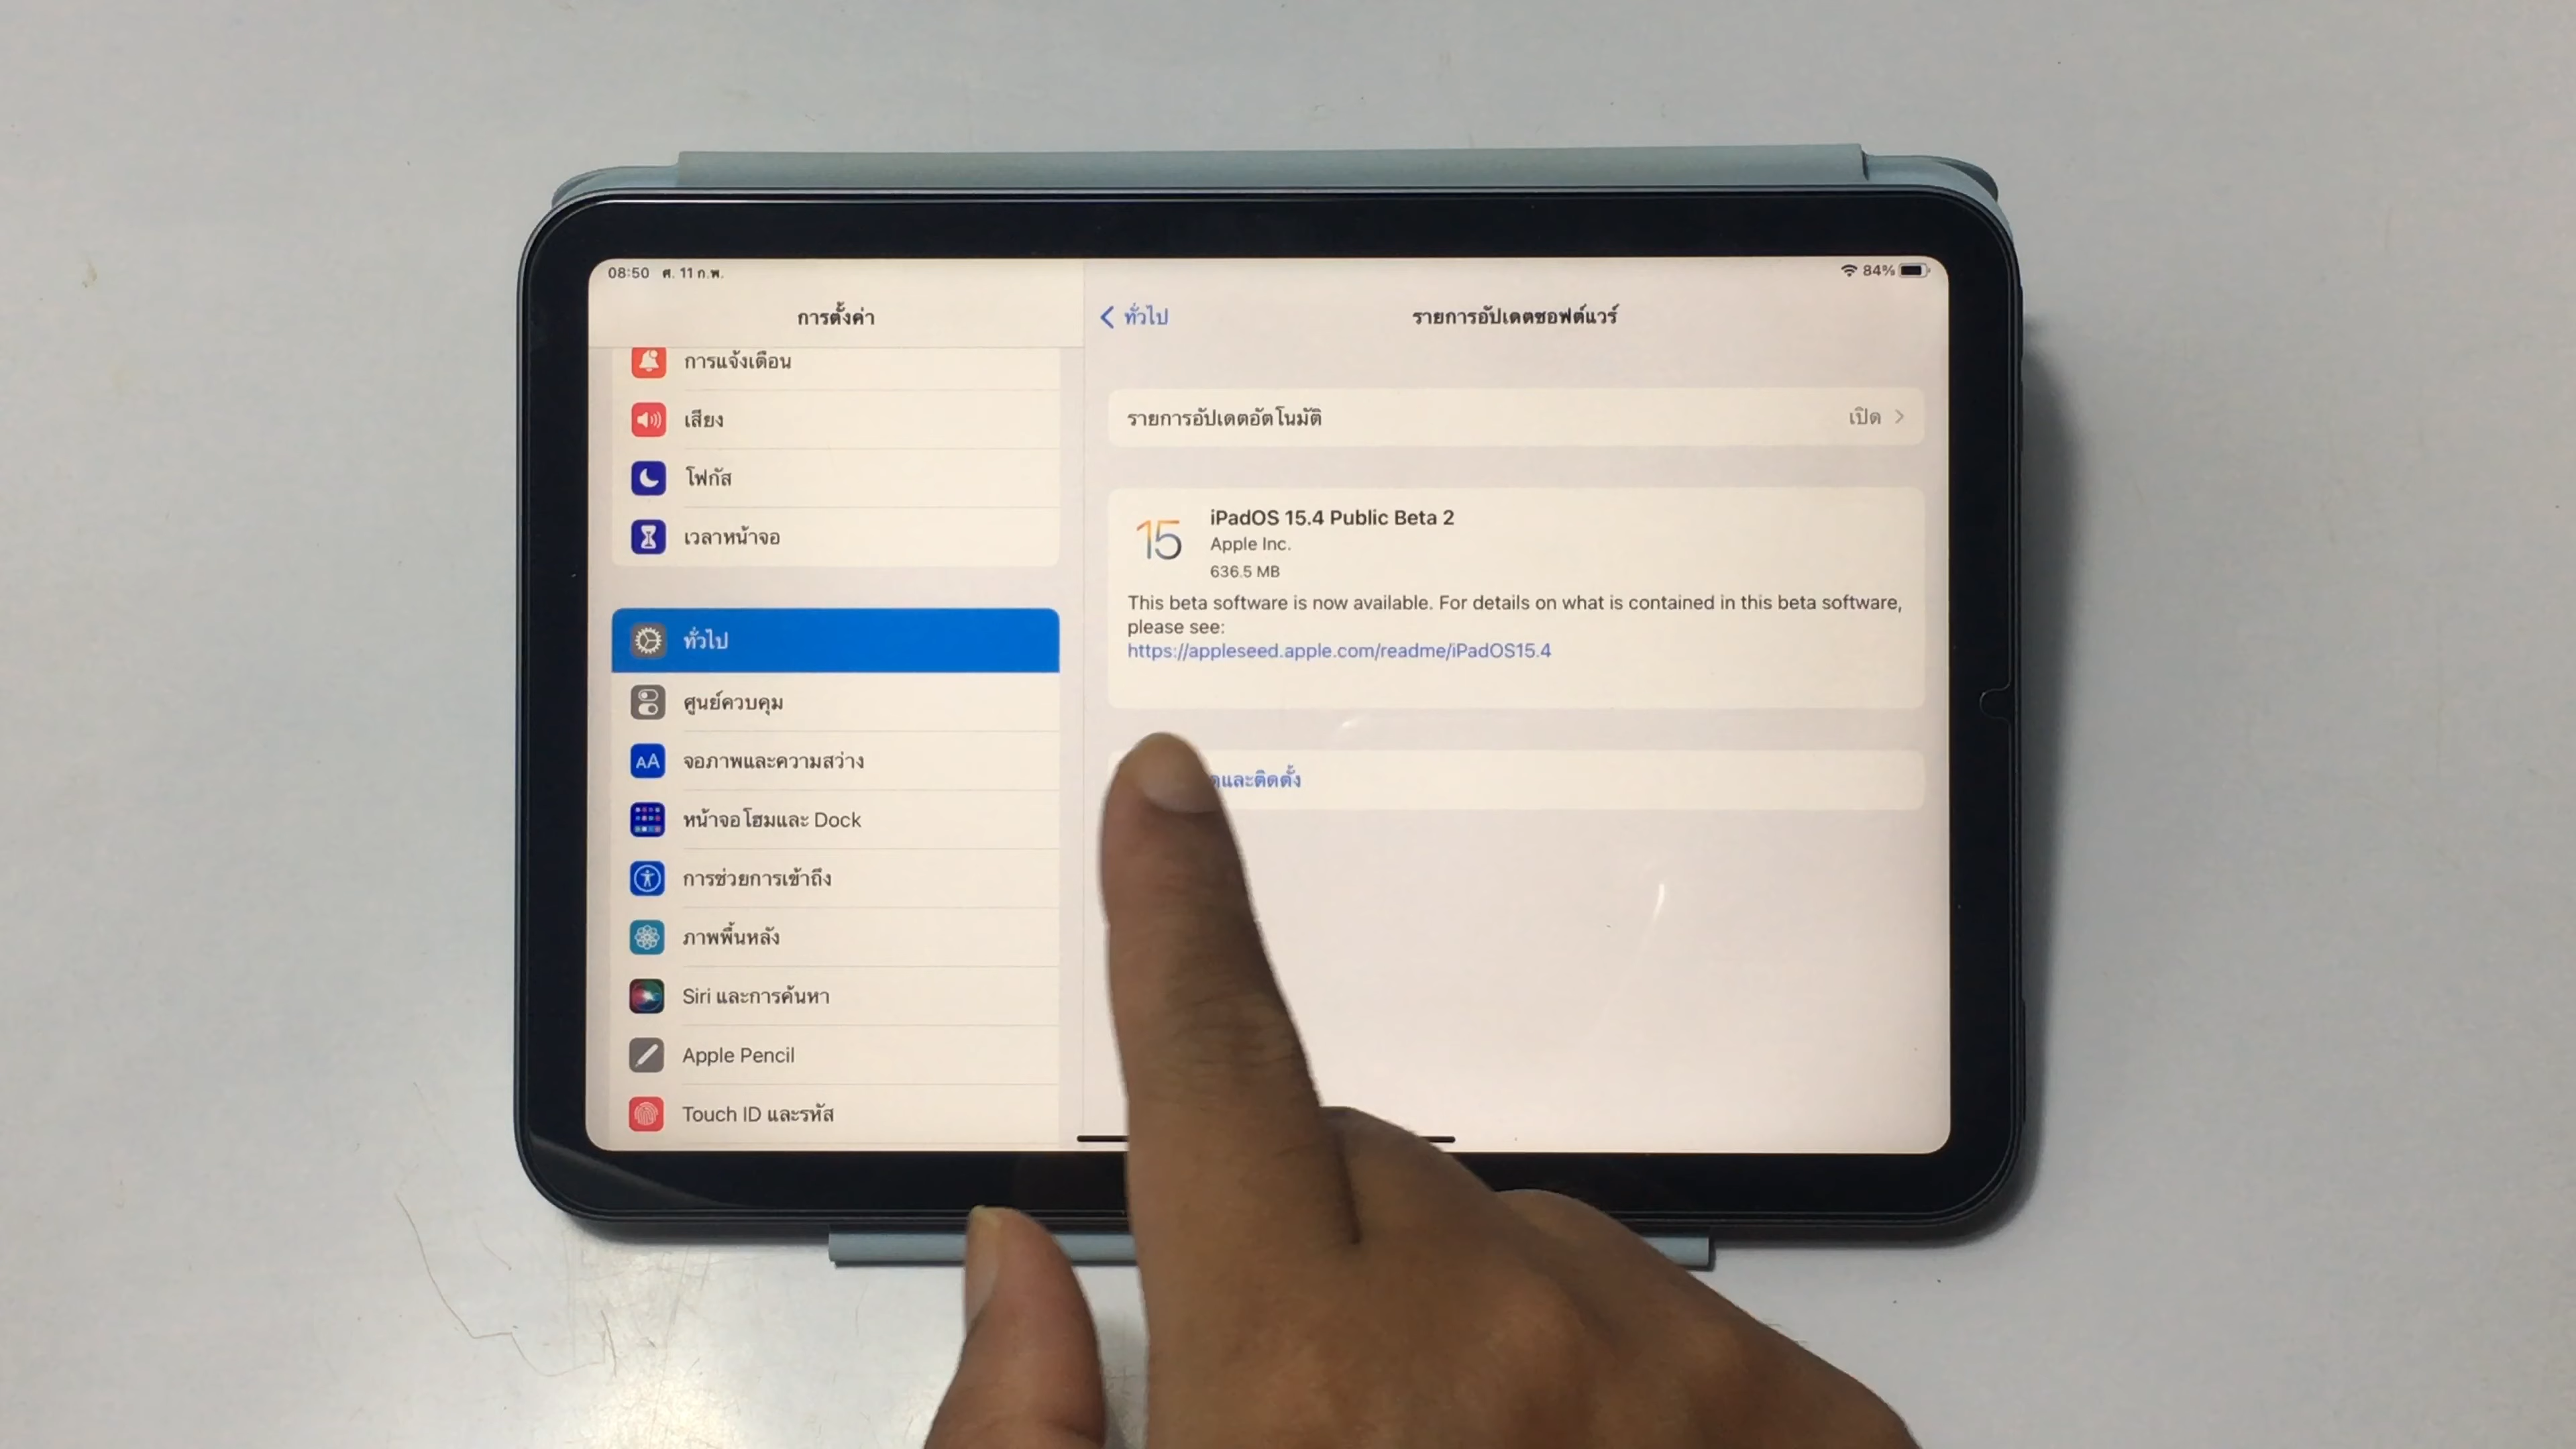 08:50 ศ. 11 ก.พ.
84%
การตั้งค่า
การแจ้งเตือน
เสียง
โฟกัส
เวลาหน้าจอ
ทั่วไป
ศูนย์ควบคุม
AA จอภาพและความสว่าง
หน้าจอโฮมและ Dock
การช่วยการเข้าถึง
ภาพพื้นหลัง
Siri และการค้นหา
Apple Pencil
Touch ID และรหัส
ทั่วไป
รายการอัปเดตซอฟต์แวร์
รายการอัปเดตอัตโนมัติ เปิด
15
iPadOS 15.4 Public Beta 2
Apple Inc.
636.5 MB
This beta software is now available. For details on what is contained in this beta software,
please see:
https://appleseed.apple.com/readme/iPadOS15.4
และติดตั้ง